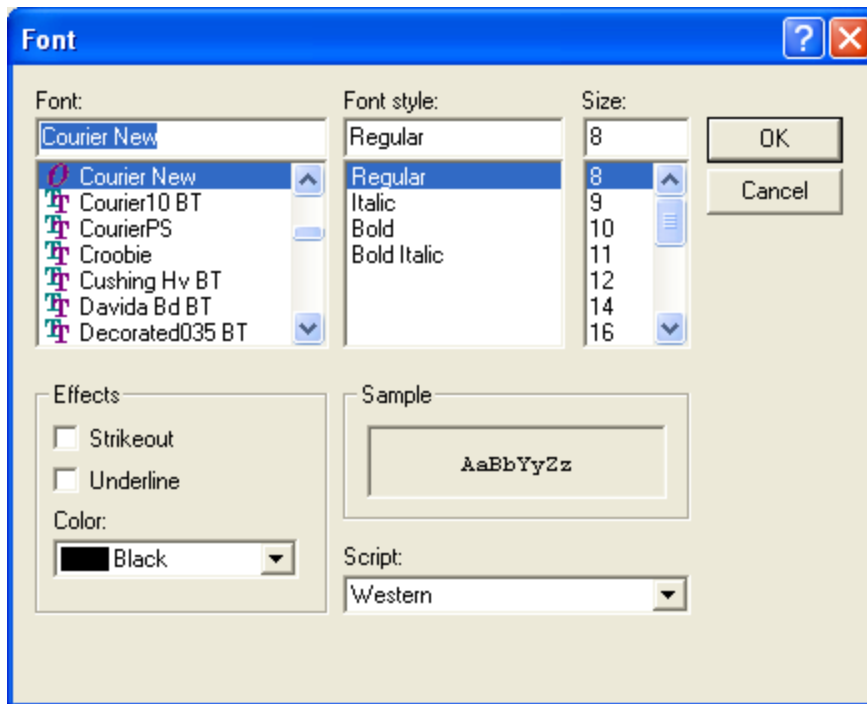 Font
Font:
Font style:
Size:
Courier New
Regular
8
OK
Cancel
Courier New
Courier10 BT
CourierPS
Croobie
Cushing Hv BT
Davida Bd BT
Decorated035 BT
Regular
Italic
Bold
Bold Italic
8
9
10
11
12
14
16
Effects
Strikeout
Underline
Color:
Black
Sample
AaBbYyZz
Script:
Western